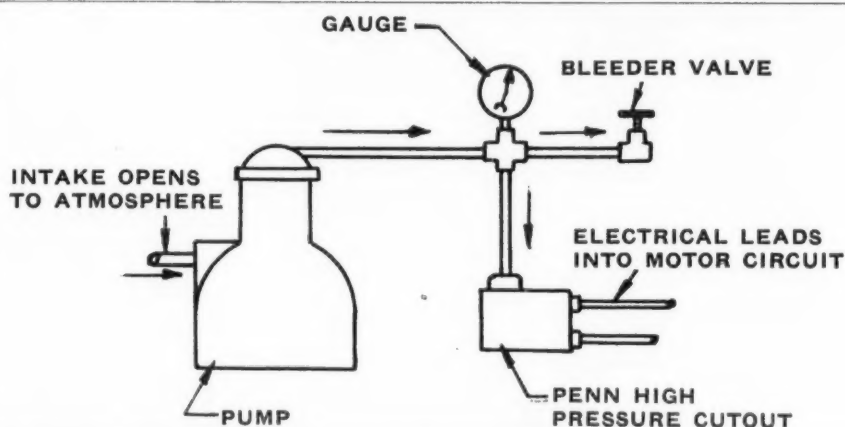 GAUGE
BLEEDER VALVE
INTAKE OPENS
TO ATMOSPHERE
ELECTRICAL LEADS
INTO MOTOR CIRCUIT
PUMP
PENN HIGH
PRESSURE CUTOUT